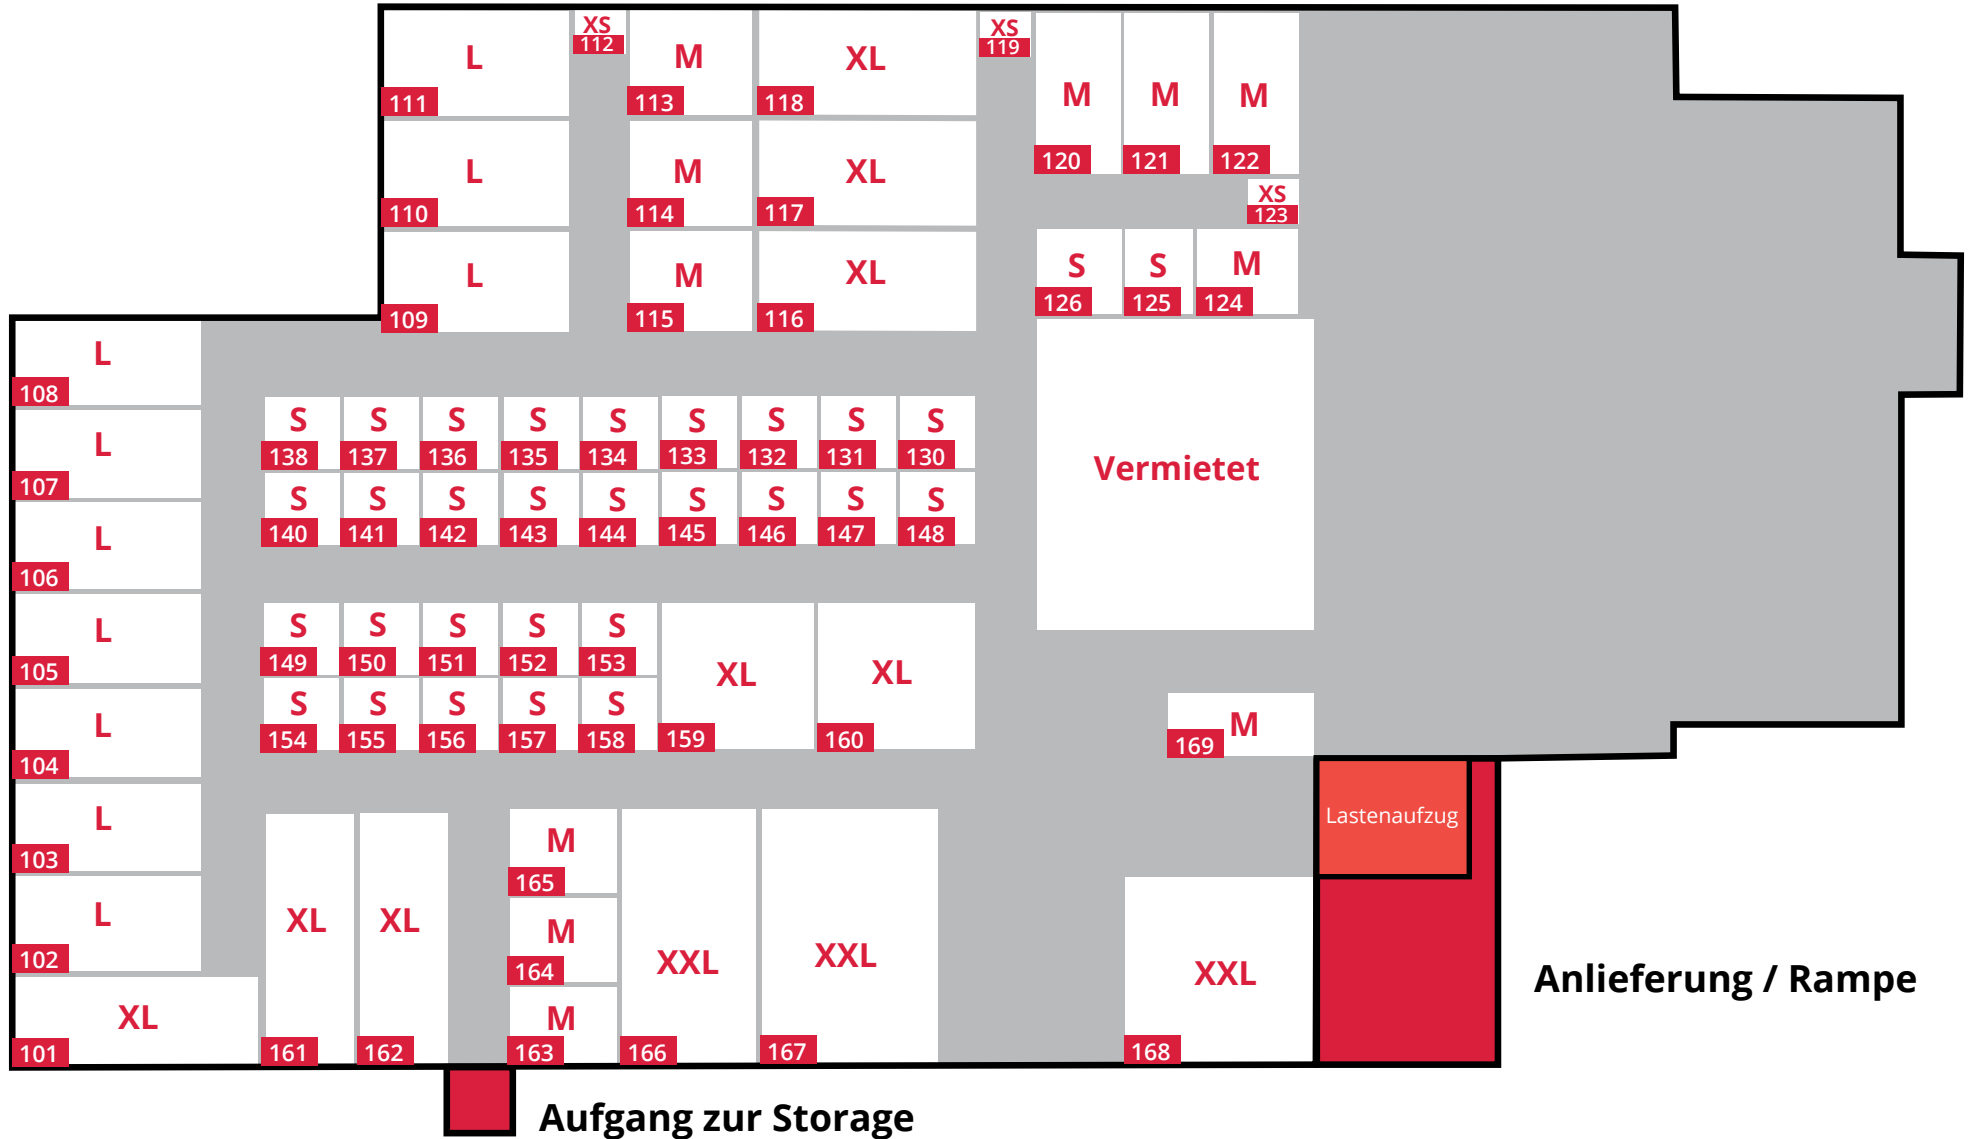 L
111
XS
112
M
113
XL
118
XS
119
M
120
M
121
M
122
L
110
M
114
XL
117
XS
123
L
109
M
115
XL
116
S
126
S
125
M
124
L
108
L
107
L
106
L
105
L
104
L
103
L
102
XL
101
S
138
S
137
S
136
S
135
S
134
S
133
S
132
S
131
S
130
S
140
S
141
S
142
S
143
S
144
S
145
S
146
S
147
S
148
Vermietet
S
149
S
150
S
151
S
152
S
153
S
154
S
155
S
156
S
157
S
158
XL
159
XL
160
M
169
XL
161
XL
162
M
165
M
164
M
163
XXL
166
XXL
167
XXL
168
Lastenaufzug
Anlieferung / Rampe
Aufgang zur Storage